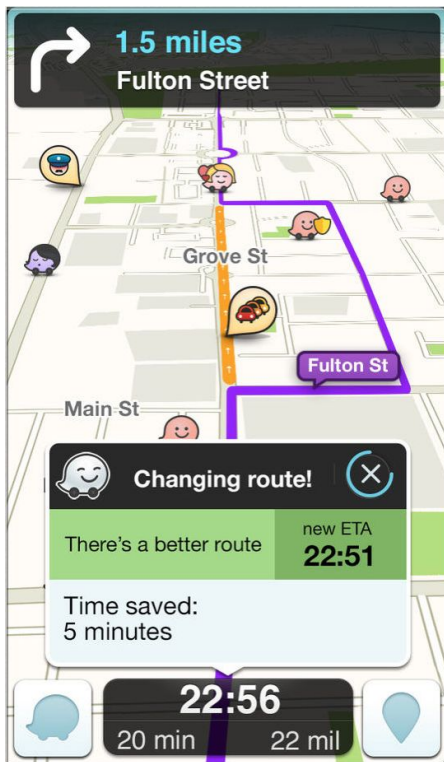 1.5 miles
Fulton Street
Grove St
Fulton St
Main St
Changing route!
There's a better route
new ETA
22:51
Time saved:
5 minutes
22:56
20 min 22 mil